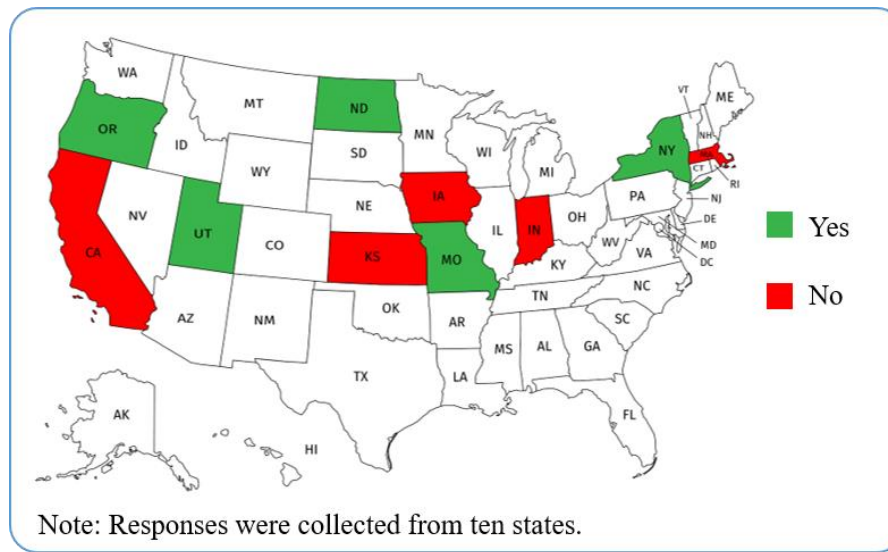 WA
MT
ND
MN
ME
VT
NH
OR
ID
WY
SD
WI
MI
NY
MA
CT
RI
NV
UT
CO
NE
IA
IL
IN
OH
PA
NJ
DE
MD
DC
CA
KS
MO
KY
WV
VA
AZ
NM
OK
AR
TN
NC
SC
TX
LA
MS
AL
GA
FL
AK
HI
Yes
No
Note: Responses were collected from ten states.